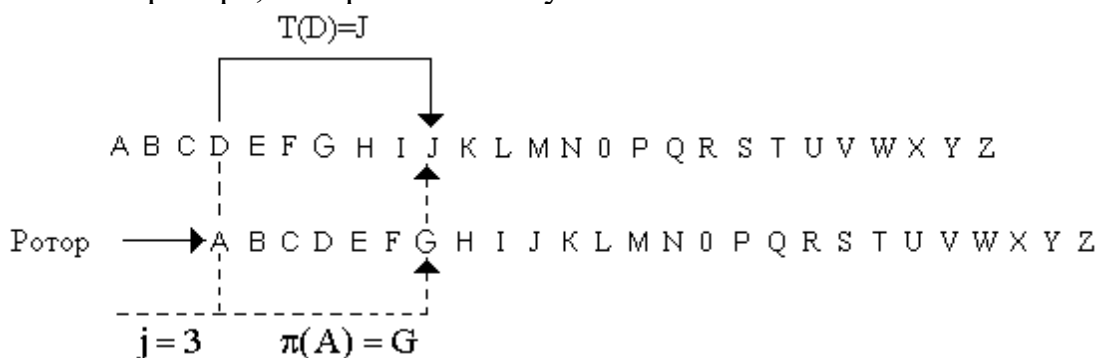 T(D)=J
A B C D E F G H I J K L M N 0 P Q R S T U V W X Y Z
Ротор A B C D E F G H I J K L M N 0 P Q R S T U V W X Y Z
j = 3 π(A) = G